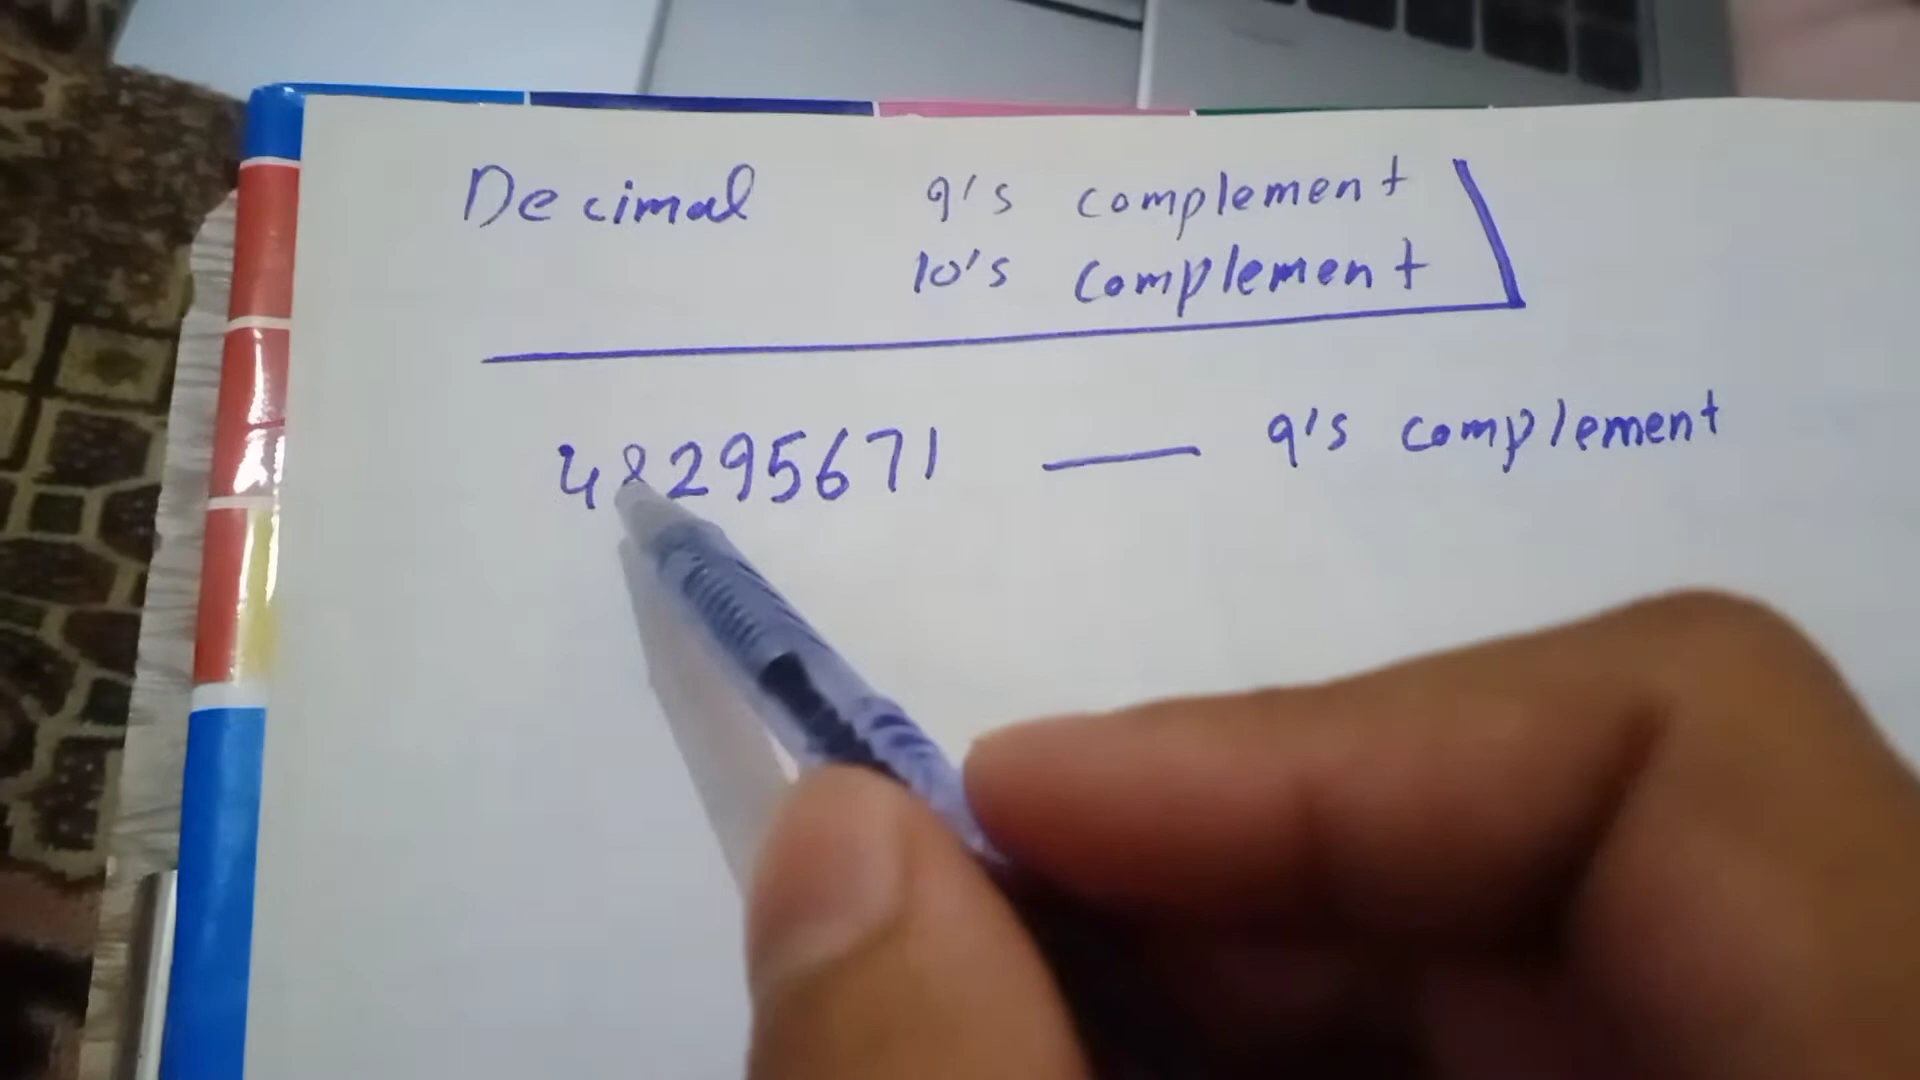 Decimal 9's complement
10's complement
48295671 — 9's complement